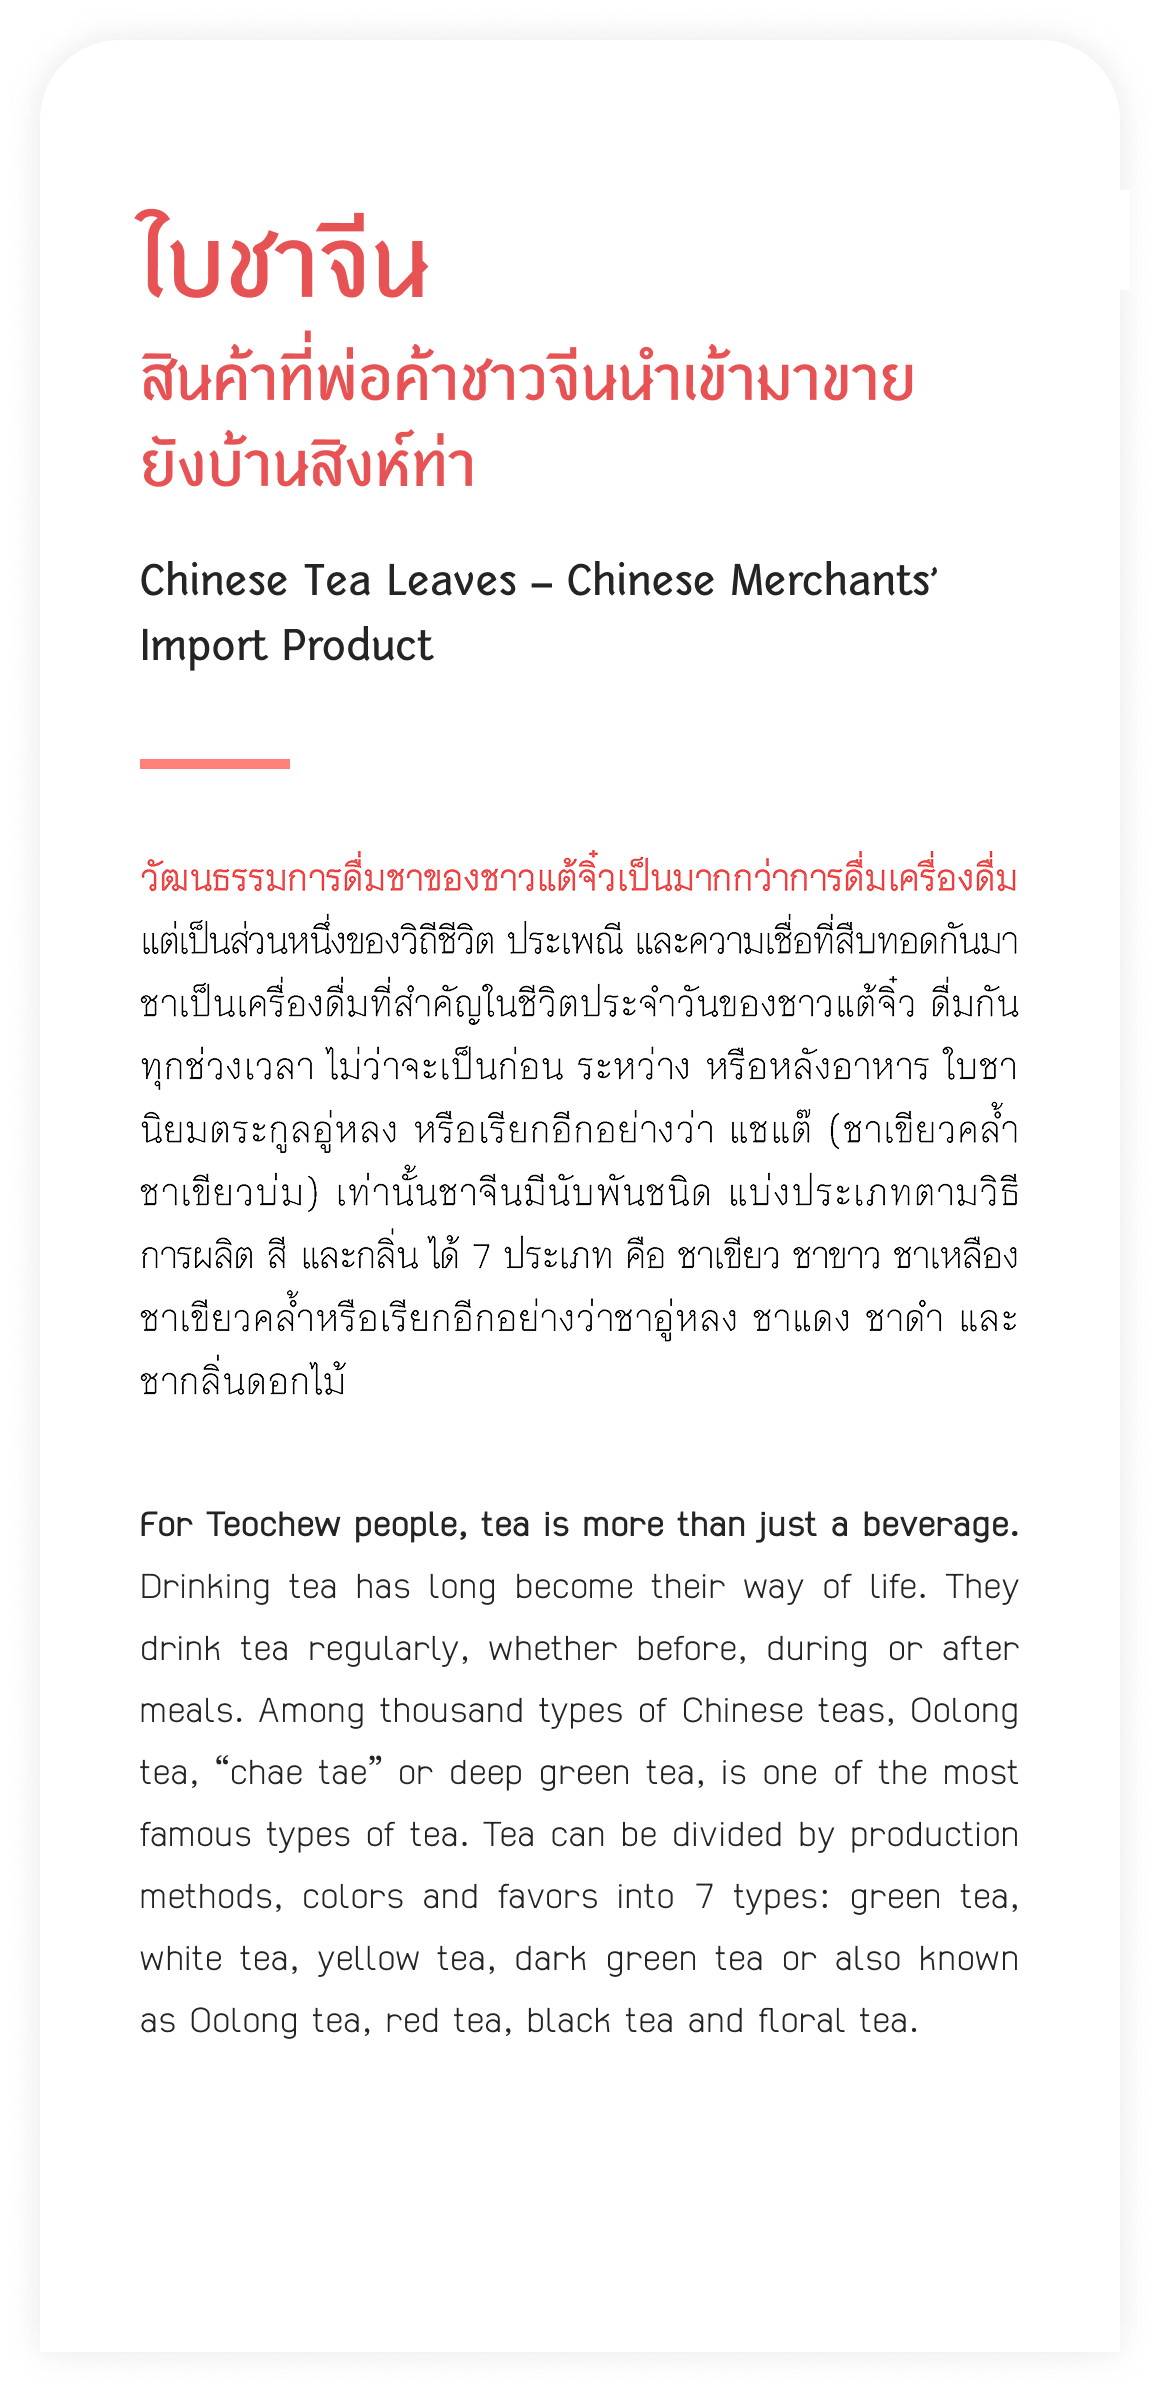 ใบชาจีน
สินค้าที่พ่อค้าชาวจีนนำเข้ามาขาย
ยังบ้านสิงห์ท่า
Chinese Tea Leaves – Chinese Merchants’
Import Product
วัฒนธรรมการดื่มชาของชาวแต้จิ๋วเป็นมากกว่าการดื่มเครื่องดื่ม
แต่เป็นส่วนหนึ่งของวิถีชีวิต ประเพณี และความเชื่อที่สืบทอดกันมา
ชาเป็นเครื่องดื่มที่สำคัญในชีวิตประจำวันของชาวแต้จิ๋ว ดื่มกัน
ทุกช่วงเวลา ไม่ว่าจะเป็นก่อน ระหว่าง หรือหลังอาหาร ใบชา
นิยมตระกูลอู่หลง หรือเรียกอีกอย่างว่า แชแต๊ (ชาเขียวคล้ำ
ชาเขียวบ่ม) เท่านั้นชาจีนมีนับพันชนิด แบ่งประเภทตามวิธี
การผลิต สี และกลิ่น ได้ 7 ประเภท คือ ชาเขียว ชาขาว ชาเหลือง
ชาเขียวคล้ำหรือเรียกอีกอย่างว่าชาอู่หลง ชาแดง ชาดำ และ
ชากลิ่นดอกไม้
For Teochew people, tea is more than just a beverage.
Drinking tea has long become their way of life. They
drink tea regularly, whether before, during or after
meals. Among thousand types of Chinese teas, Oolong
tea, “chae tae” or deep green tea, is one of the most
famous types of tea. Tea can be divided by production
methods, colors and favors into 7 types: green tea,
white tea, yellow tea, dark green tea or also known
as Oolong tea, red tea, black tea and floral tea.